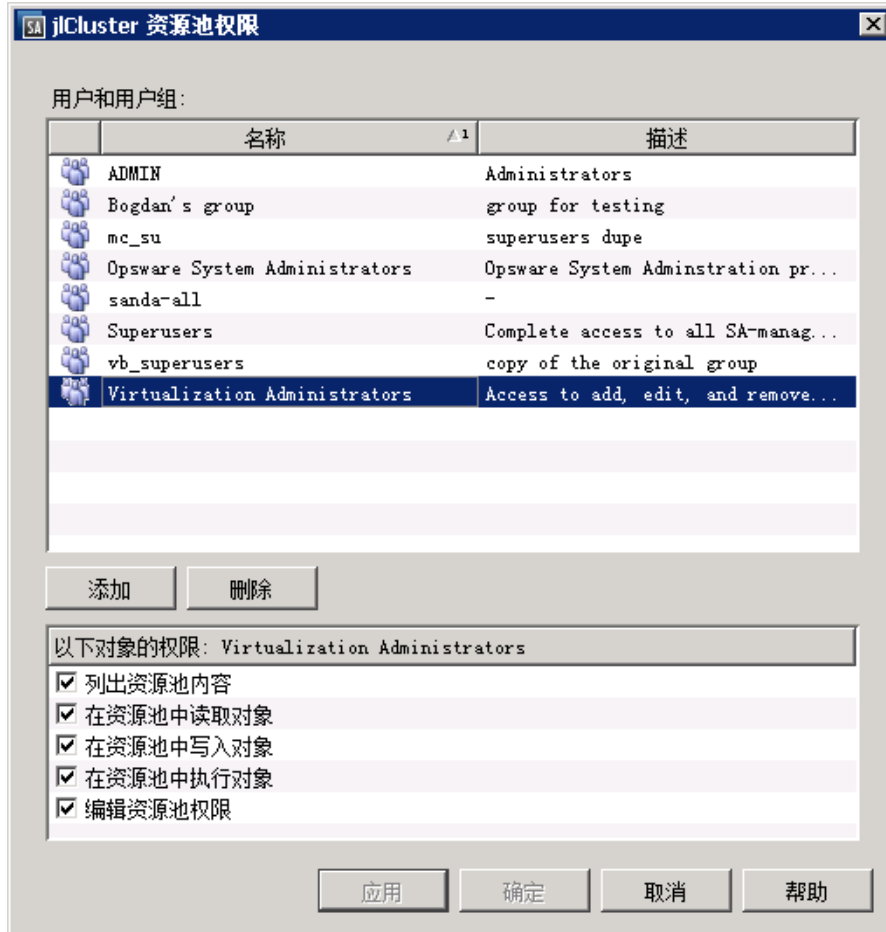 SA jlCluster 资源池权限
用户和用户组:
名称 1 描述
ADMIN Administrators
Bogdan's group group for testing
mc_su superusers dupe
Opsware System Administrators Opsware System Adminstration pr...
sanda-all -
Superusers Complete access to all SA-manag...
vb_superusers copy of the original group
Virtualization Administrators Access to add, edit, and remove...
添加 删除
以下对象的权限: Virtualization Administrators
列出资源池内容
在资源池中读取对象
在资源池中写入对象
在资源池中执行对象
编辑资源池权限
应用 确定 取消 帮助